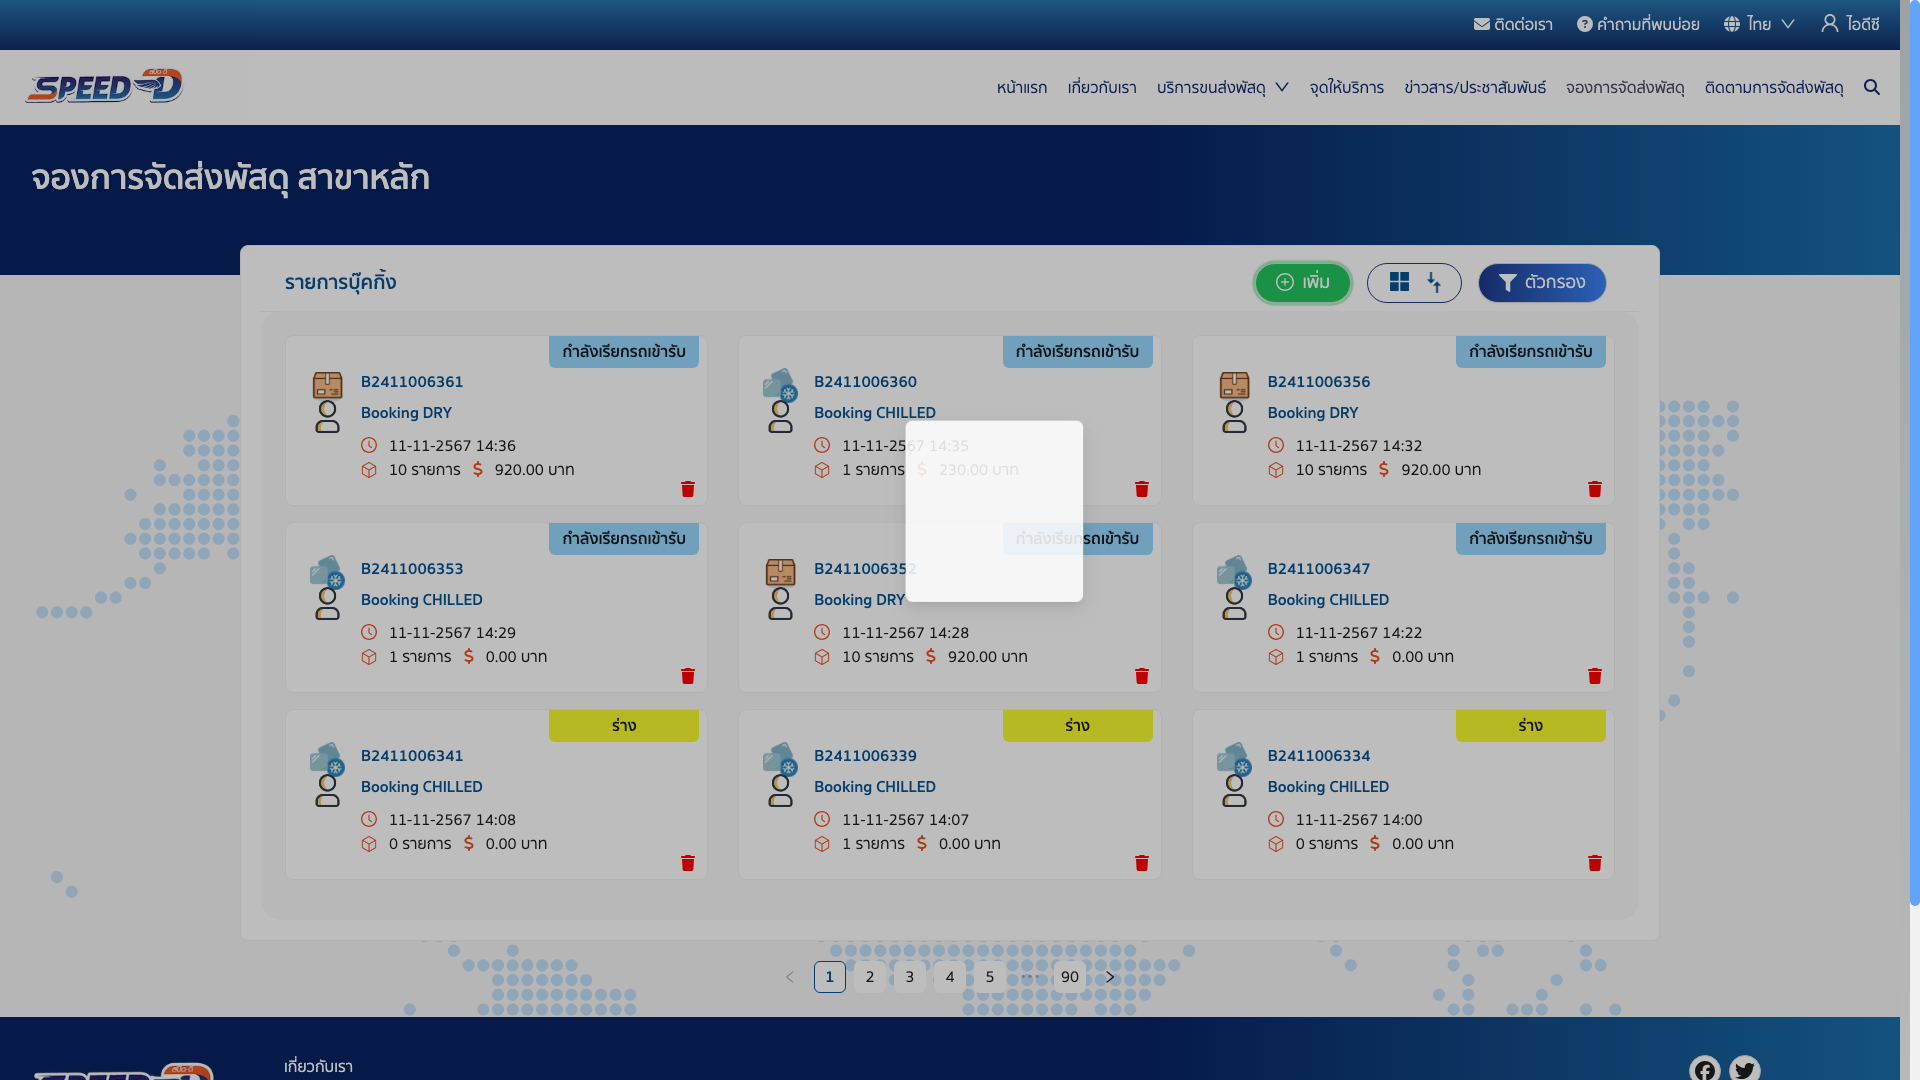 ติดต่อเรา คำถามที่พบบ่อย ไทย ไอดีซี
SPEED-D สปีด-ดี
หน้าแรก เกี่ยวกับเรา บริการขนส่งพัสดุ จุดให้บริการ ข่าวสาร/ประชาสัมพันธ์ จองการจัดส่งพัสดุ ติดตามการจัดส่งพัสดุ
จองการจัดส่งพัสดุ สาขาหลัก
รายการบุ๊คกิ้ง
เพิ่ม
ตัวกรอง
กำลังเรียกรถเข้ารับ
B2411006361
Booking DRY
11-11-2567 14:36
10 รายการ 920.00 บาท
กำลังเรียกรถเข้ารับ
B2411006360
Booking CHILLED
11-11-2567 14:35
1 รายการ 230.00 บาท
กำลังเรียกรถเข้ารับ
B2411006356
Booking DRY
11-11-2567 14:32
10 รายการ 920.00 บาท
กำลังเรียกรถเข้ารับ
B2411006353
Booking CHILLED
11-11-2567 14:29
1 รายการ 0.00 บาท
กำลังเรียกรถเข้ารับ
B2411006352
Booking DRY
11-11-2567 14:28
10 รายการ 920.00 บาท
กำลังเรียกรถเข้ารับ
B2411006347
Booking CHILLED
11-11-2567 14:22
1 รายการ 0.00 บาท
ร่าง
B2411006341
Booking CHILLED
11-11-2567 14:08
0 รายการ 0.00 บาท
ร่าง
B2411006339
Booking CHILLED
11-11-2567 14:07
1 รายการ 0.00 บาท
ร่าง
B2411006334
Booking CHILLED
11-11-2567 14:00
0 รายการ 0.00 บาท
1 2 3 4 5 ••• 90
เกี่ยวกับเรา